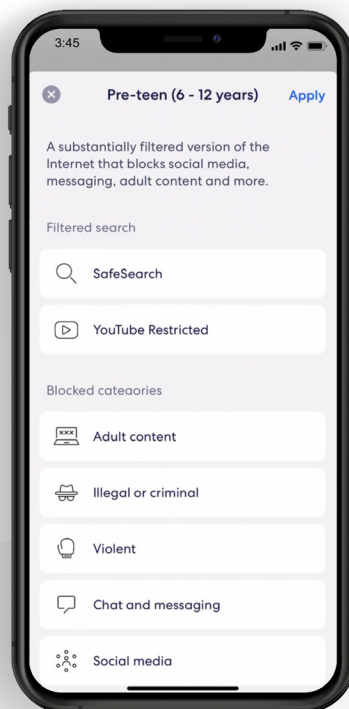 3:45
Pre-teen (6 - 12 years) Apply
A substantially filtered version of the
Internet that blocks social media,
messaging, adult content and more.
Filtered search
SafeSearch
YouTube Restricted
Blocked categories
XXX
Adult content
Illegal or criminal
Violent
Chat and messaging
Social media